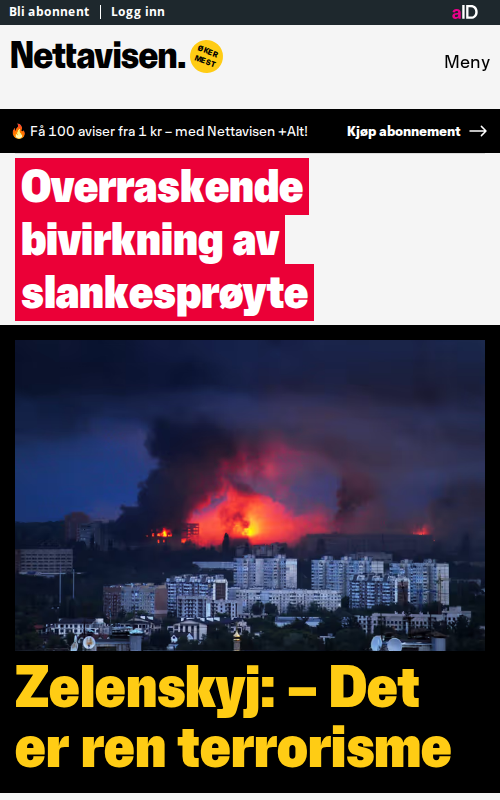 Bli abonnent | Logg inn
aID
Nettavisen.
ØKER
MEST
Meny
🔥 Få 100 aviser fra 1 kr – med Nettavisen +Alt!
Kjøp abonnement →
Overraskende
bivirkning av
slankesprøyte
Zelenskyj: – Det
er ren terrorisme